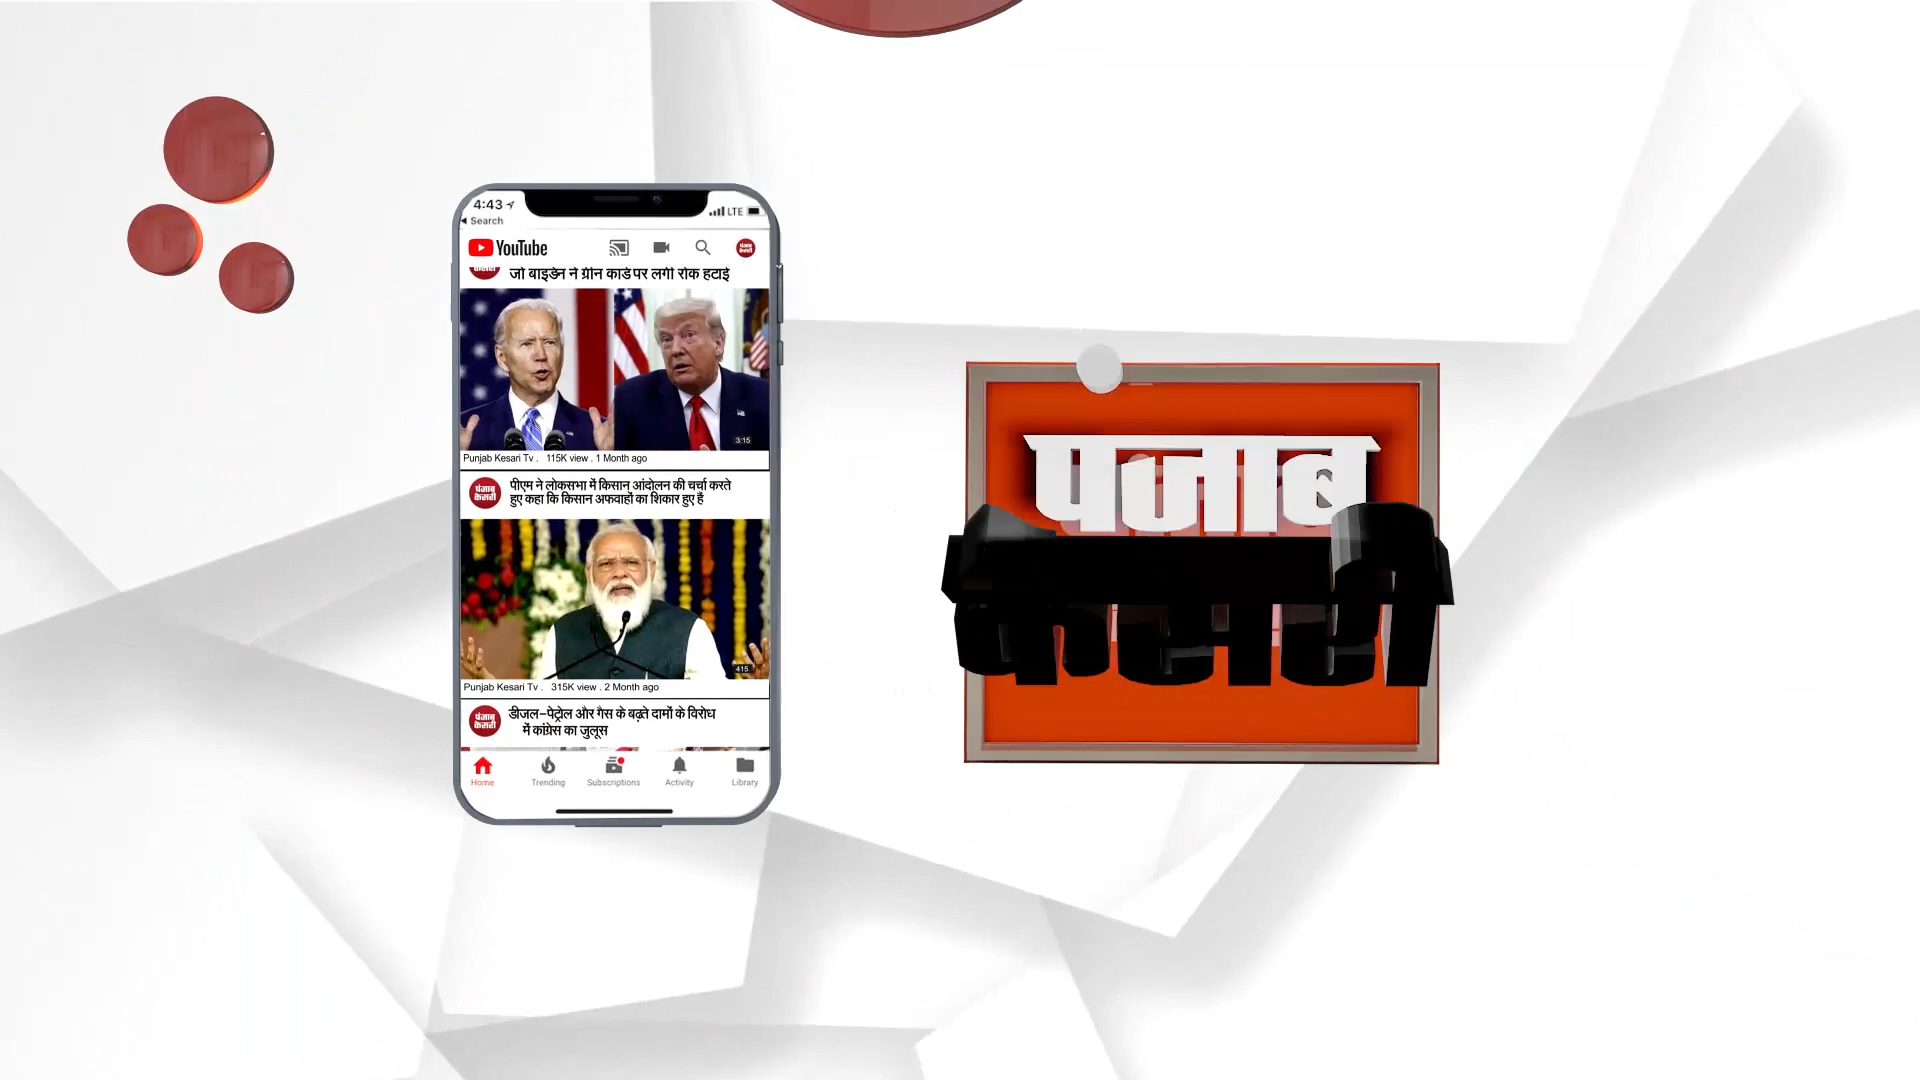 4:43
Search
LTE
YouTube
जो बाइडेन ने ग्रीन कार्ड पर लगी रोक हटाई
3:15
Punjab Kesari Tv . 115K view . 1 Month ago
पंजाब केसरी
पीएम ने लोकसभा में किसान आंदोलन की चर्चा करते
हुए कहा कि किसान अफवाहों का शिकार हुए हैं
415
Punjab Kesari Tv . 315K view . 2 Month ago
पंजाब केसरी
डीजल-पेट्रोल और गैस के बढ़ते दामों के विरोध
में कांग्रेस का जुलूस
Home
Trending
Subscriptions
Activity
Library
पंजाब
केसरी